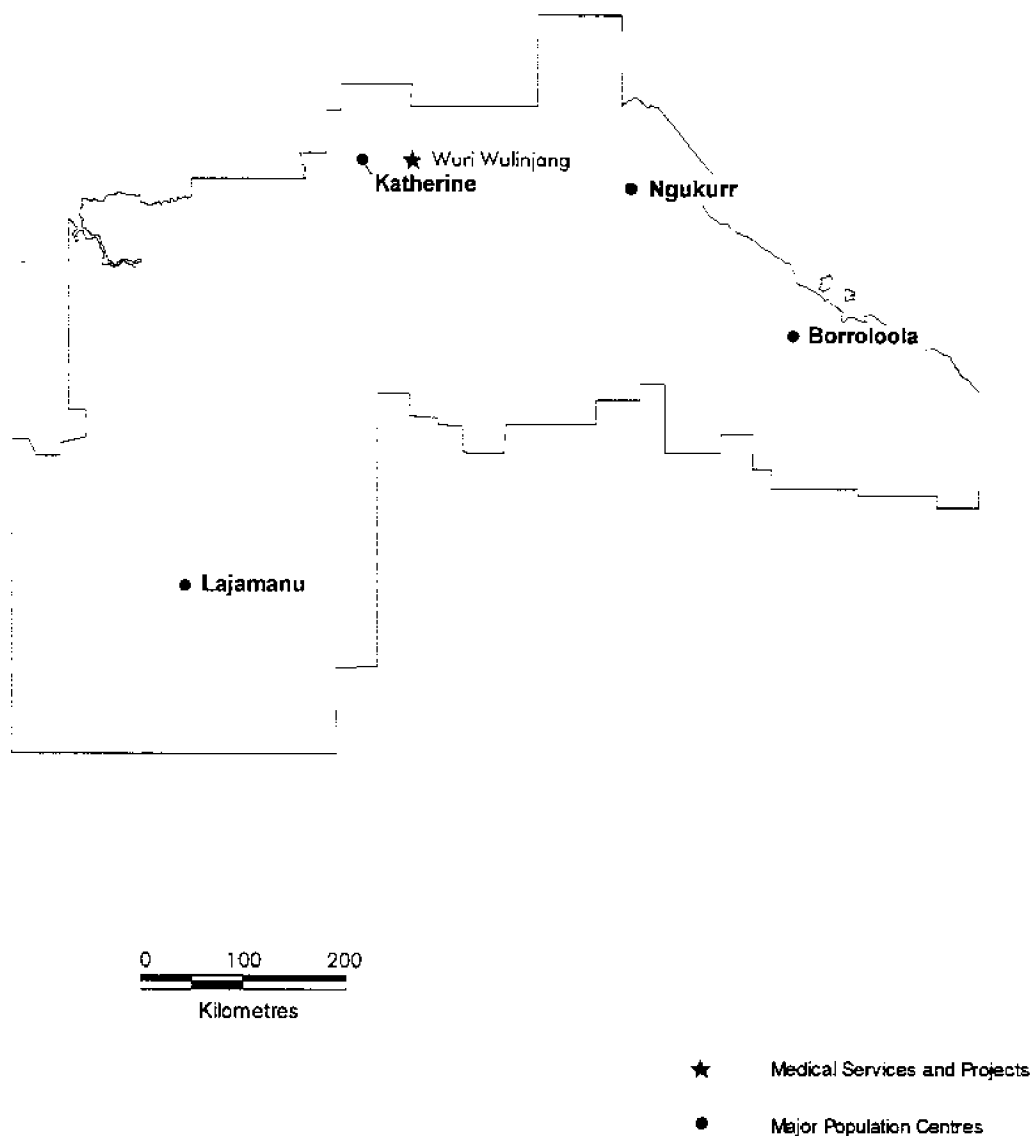 Wuri Wulinjang
Katherine
Ngukurr
Borroloola
Lajamanu
0 100 200
Kilometres
Medical Services and Projects
Major Population Centres